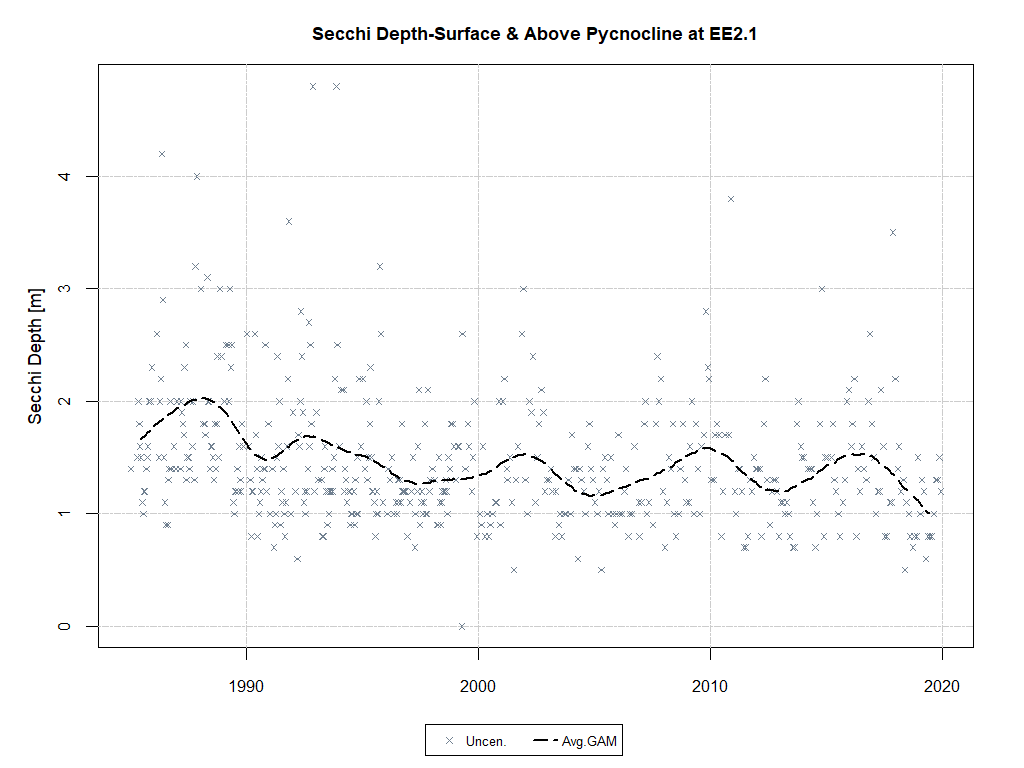 Secchi Depth-Surface & Above Pycnocline at EE2.1
Secchi Depth [m]
4
3
2
1
0
1990 2000 2010 2020
Uncen. Avg.GAM